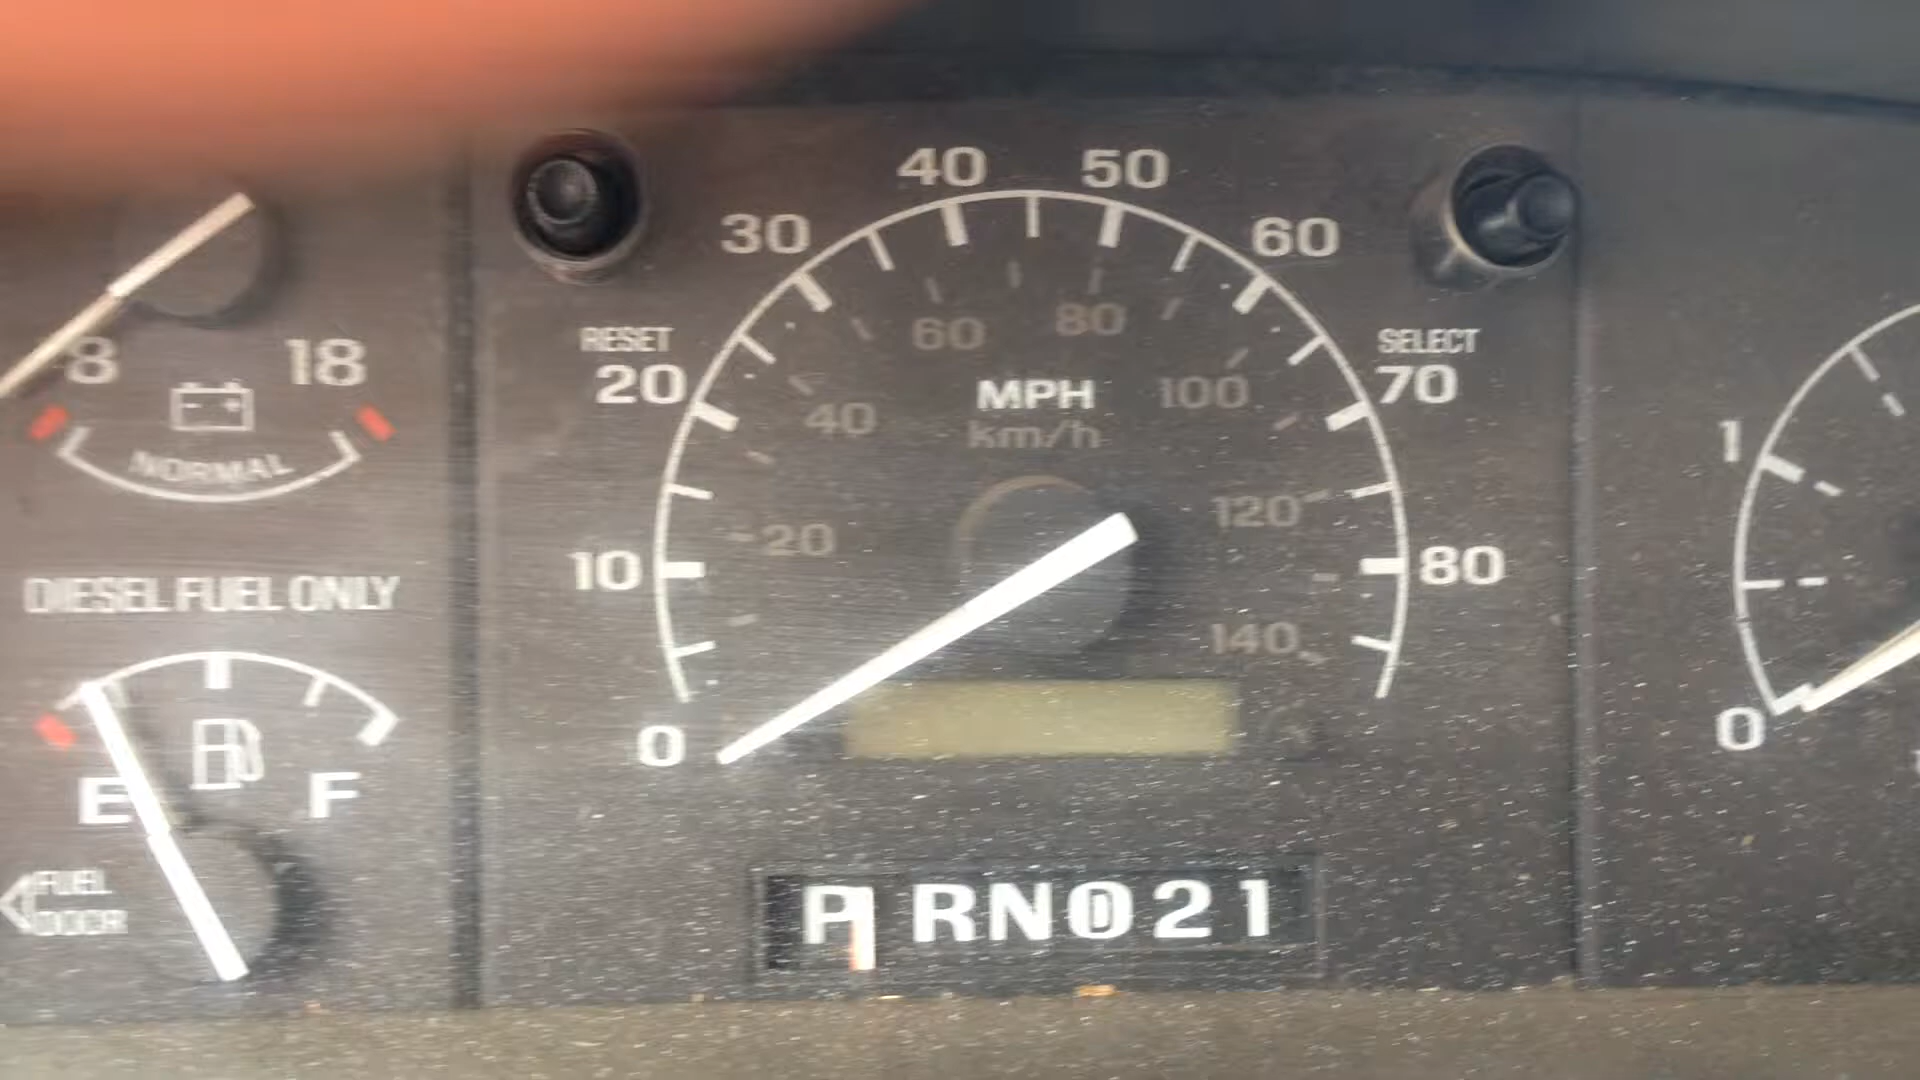 40 50
30 60
RESET SELECT
20 70
60 80
MPH
km/h
40 100
8 18
NORMAL
20 120
10 80
140
0
DIESEL FUEL ONLY
E F
FUEL
DOOR
P RND21
1
0